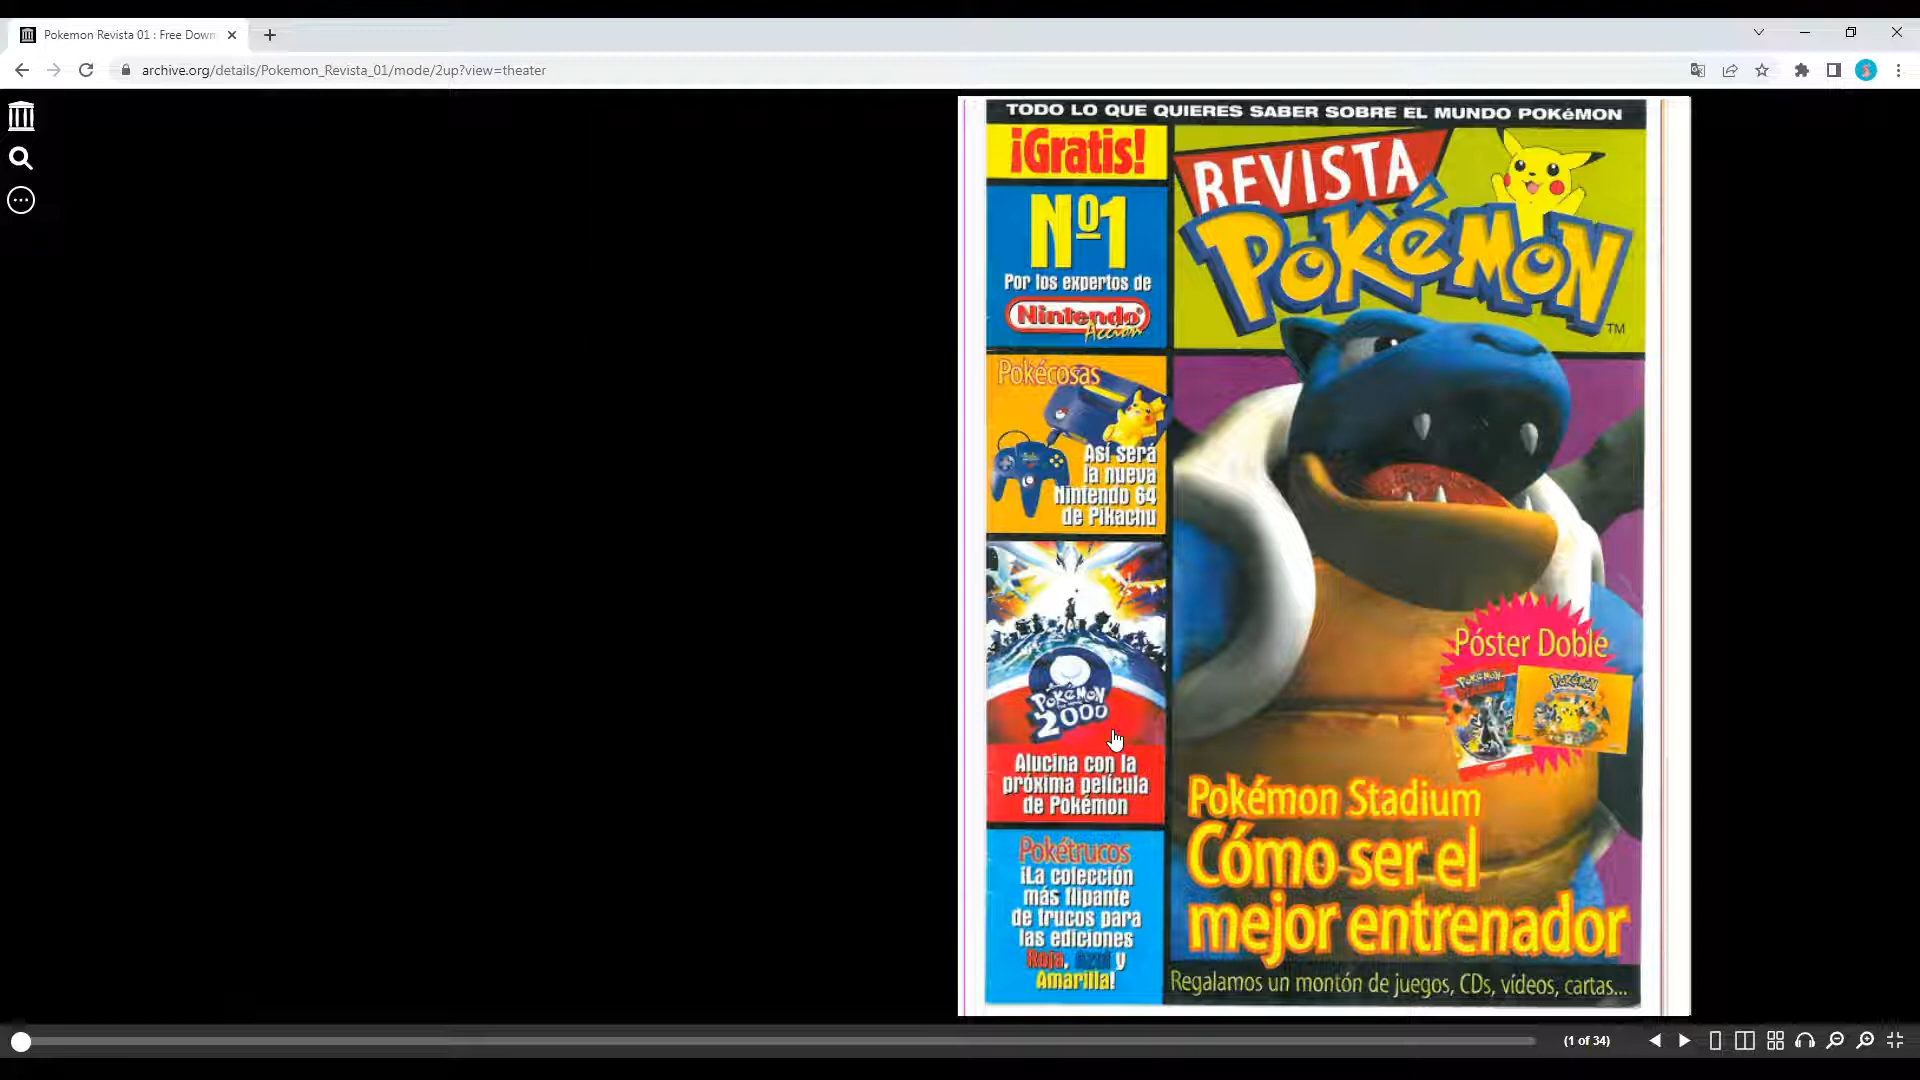 Pokemon Revista 01 : Free Down
archive.org/details/Pokemon_Revista_01/mode/2up?view=theater
TODO LO QUE QUIERES SABER SOBRE EL MUNDO POKéMON
¡Gratis!
Nº1
Por los expertos de
Nintendo
Acción
REVISTA
POKéMON
TM
Pokécosas
Así será
la nueva
Nintendo 64
de Pikachu
POKéMON
2000
Alucina con la
próxima película
de Pokémon
Pokétrucos
¡La colección
más flipante
de trucos para
las ediciones
Roja, Azul y
Amarilla!
Póster Doble
POKéMON
POKéMON
Pokémon Stadium
Cómo ser el
mejor entrenador
Regalamos un montón de juegos, CDs, vídeos, cartas...
(1 of 34)